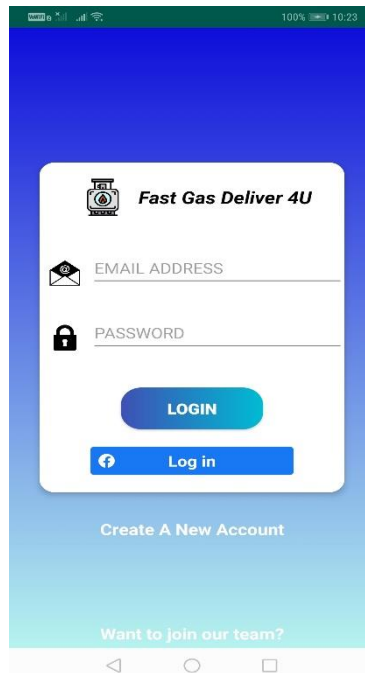 100% 10:23
Fast Gas Deliver 4U
@
EMAIL ADDRESS
PASSWORD
LOGIN
Log in
Create A New Account
Want to join our team?